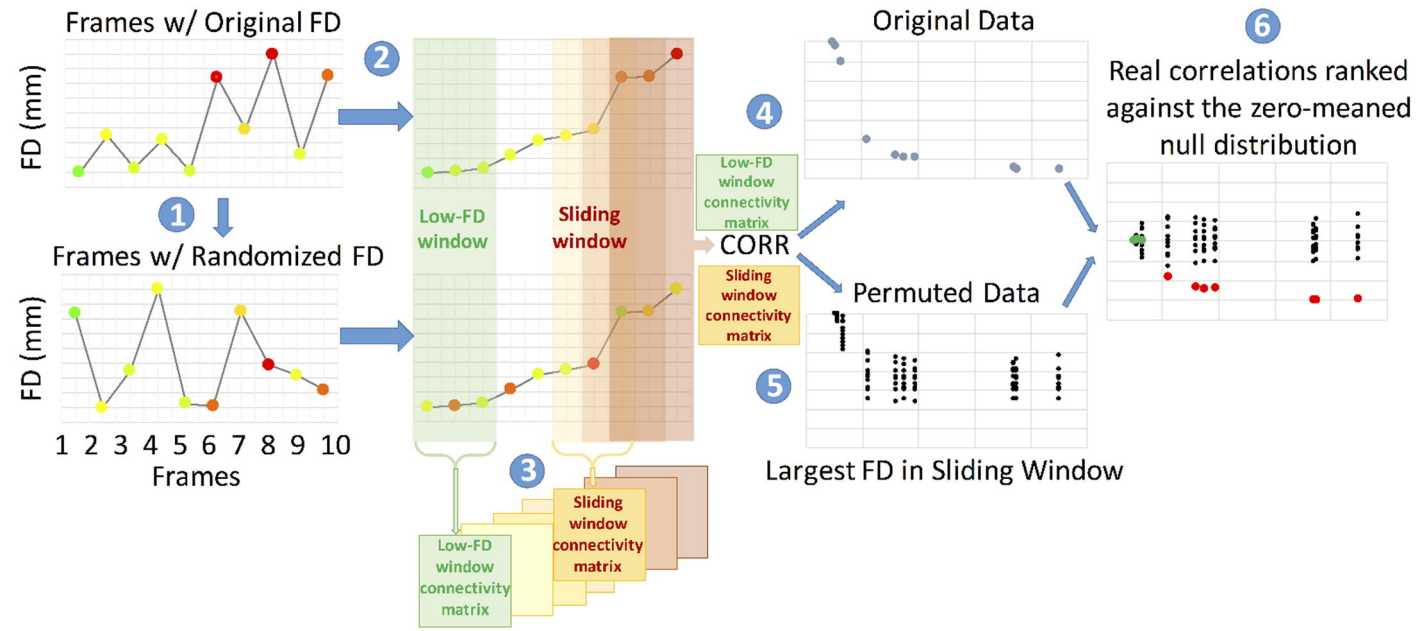 Frames w/ Original FD
FD (mm)
1
Frames w/ Randomized FD
FD (mm)
1 2 3 4 5 6 7 8 9 10
Frames
2
Low-FD
window
Sliding
window
3
Low-FD
window
connectivity
matrix
Sliding
window
connectivity
matrix
Low-FD
window
connectivity
matrix
CORR
Sliding
window
connectivity
matrix
4
Original Data
5
Permuted Data
Largest FD in Sliding Window
6
Real correlations ranked
against the zero-meaned
null distribution